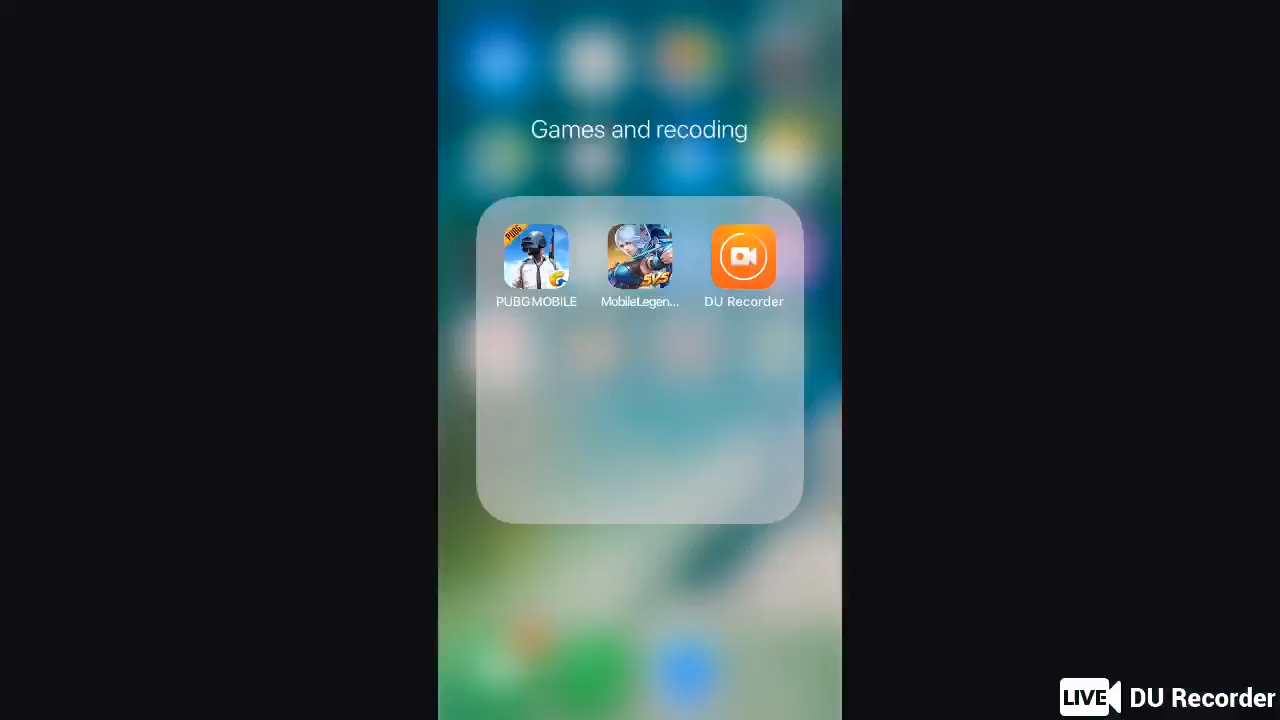 Games and recoding
PUBG
5V5
PUBG MOBILE
MobileLegen...
DU Recorder
LIVE DU Recorder